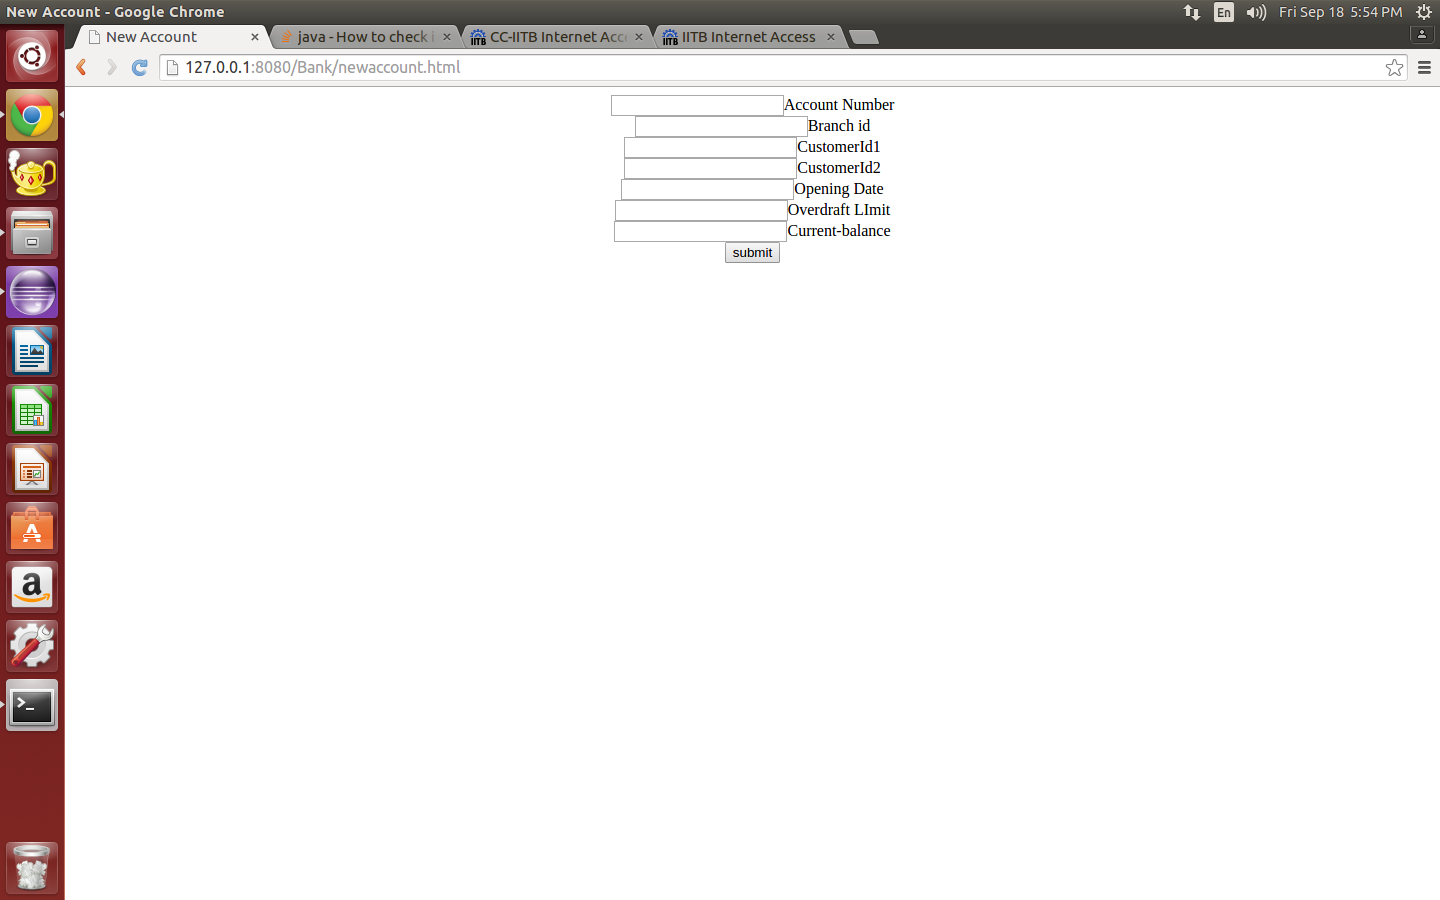 New Account - Google Chrome
En
Fri Sep 18 5:54 PM
New Account
java - How to check i
CC-IITB Internet Acc
IITB Internet Access
127.0.0.1:8080/Bank/newaccount.html
Account Number
Branch id
CustomerId1
CustomerId2
Opening Date
Overdraft LImit
Current-balance
submit